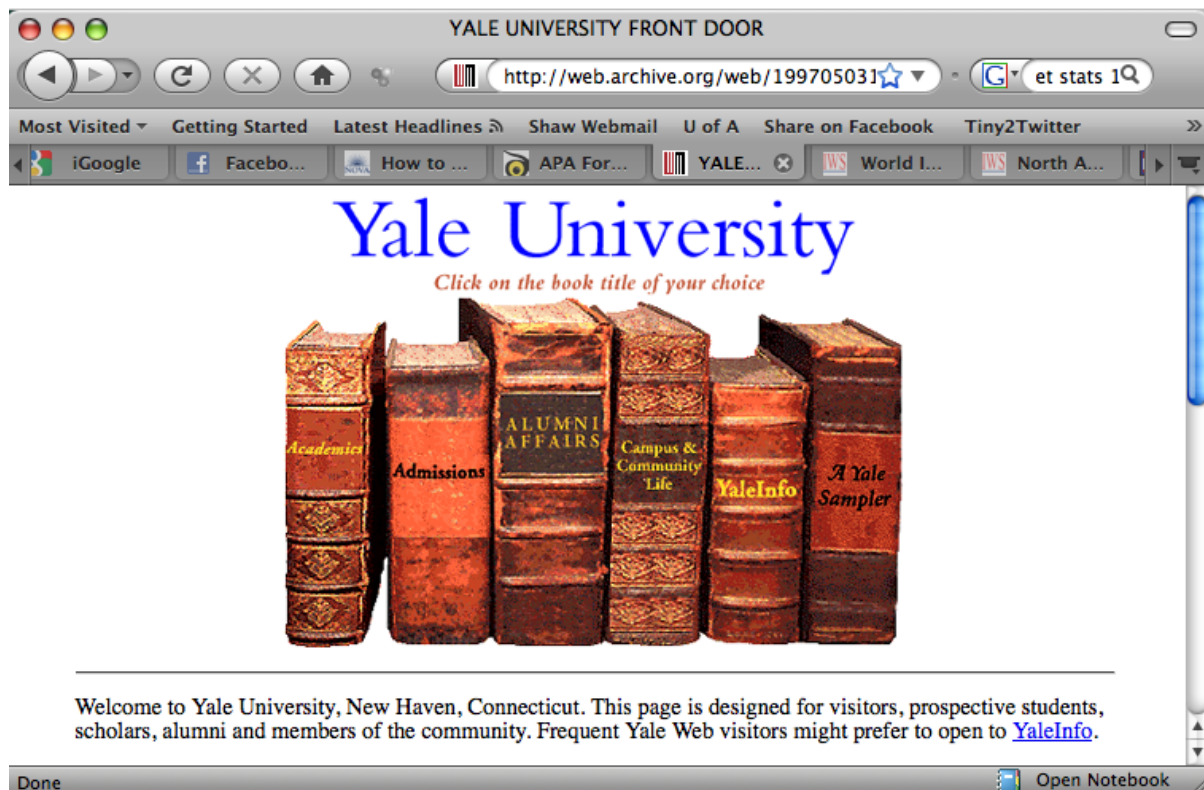 YALE UNIVERSITY FRONT DOOR
http://web.archive.org/web/199705031
G et stats 1
Most Visited Getting Started Latest Headlines Shaw Webmail U of A Share on Facebook Tiny2Twitter »
iGoogle Facebo... How to ... APA For... YALE... World I... North A...
Yale University
Click on the book title of your choice
Academics
Admissions
ALUMNI
AFFAIRS
Campus &
Community
Life
YaleInfo
A Yale
Sampler
Welcome to Yale University, New Haven, Connecticut. This page is designed for visitors, prospective students,
scholars, alumni and members of the community. Frequent Yale Web visitors might prefer to open to YaleInfo.
Done Open Notebook